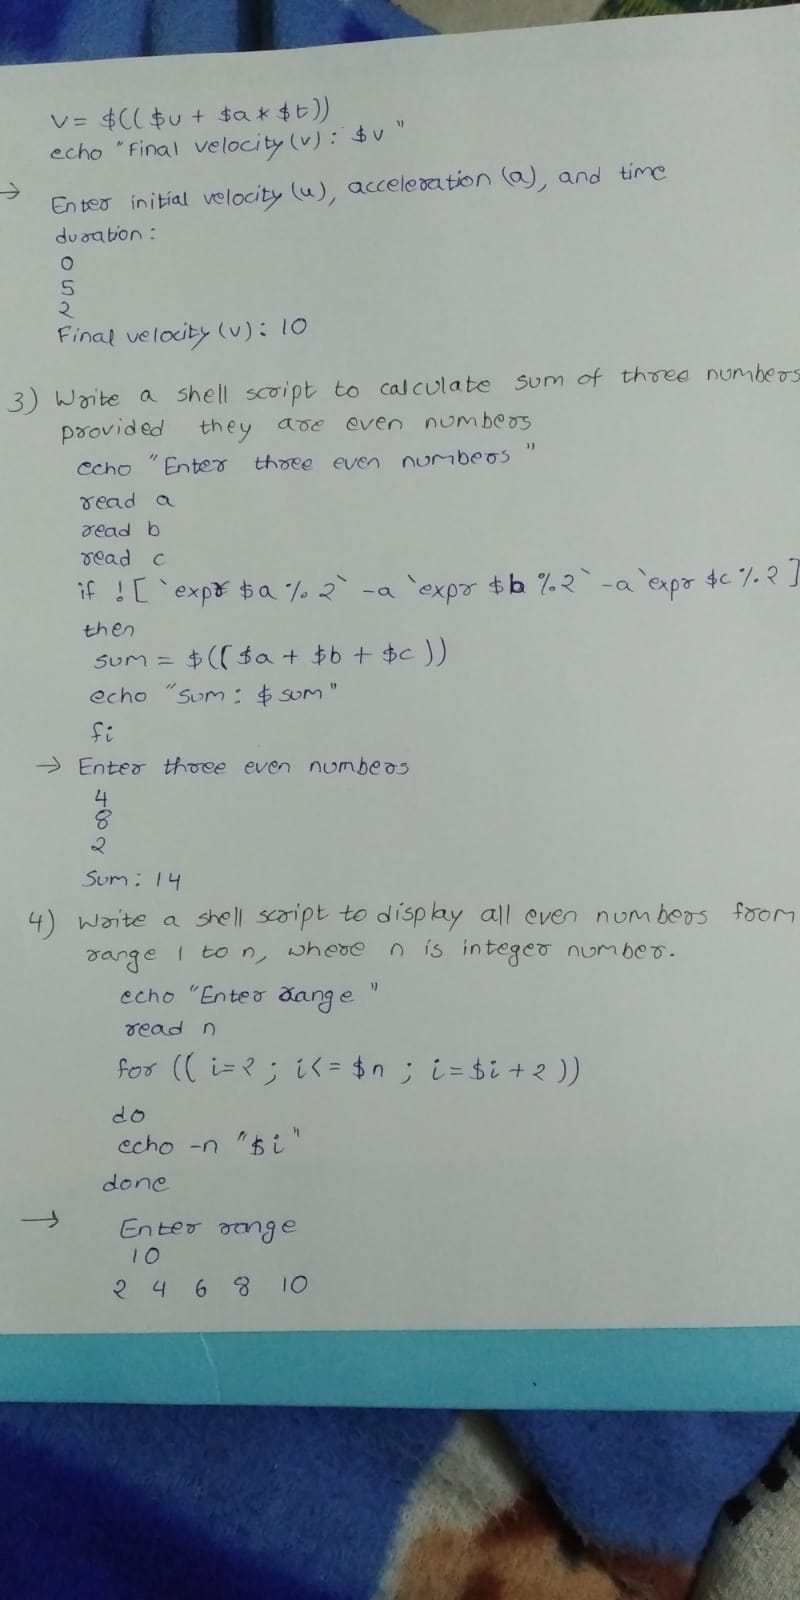 v= $(( $u + $a * $t))
echo "Final velocity (v): $v"
→ Enter initial velocity (u), acceleration (a), and time
duration:
0
5
2
Final velocity (v): 10
3) Write a shell script to calculate sum of three numbers
provided they are even numbers
echo "Enter three even numbers"
read a
read b
read c
if ! [ `expr $a % 2` -a `expr $b % 2` -a `expr $c % 2 ]
then
sum = $(( $a + $b + $c ))
echo "Sum: $sum"
fi
→ Enter three even numbers
4
8
2
Sum: 14
4) Write a shell script to display all even numbers from
range 1 to n, where n is integer number.
echo "Enter range"
read n
for (( i=2 ; i<= $n ; i=$i+2 ))
do
echo -n "$i"
done
→ Enter range
10
2 4 6 8 10